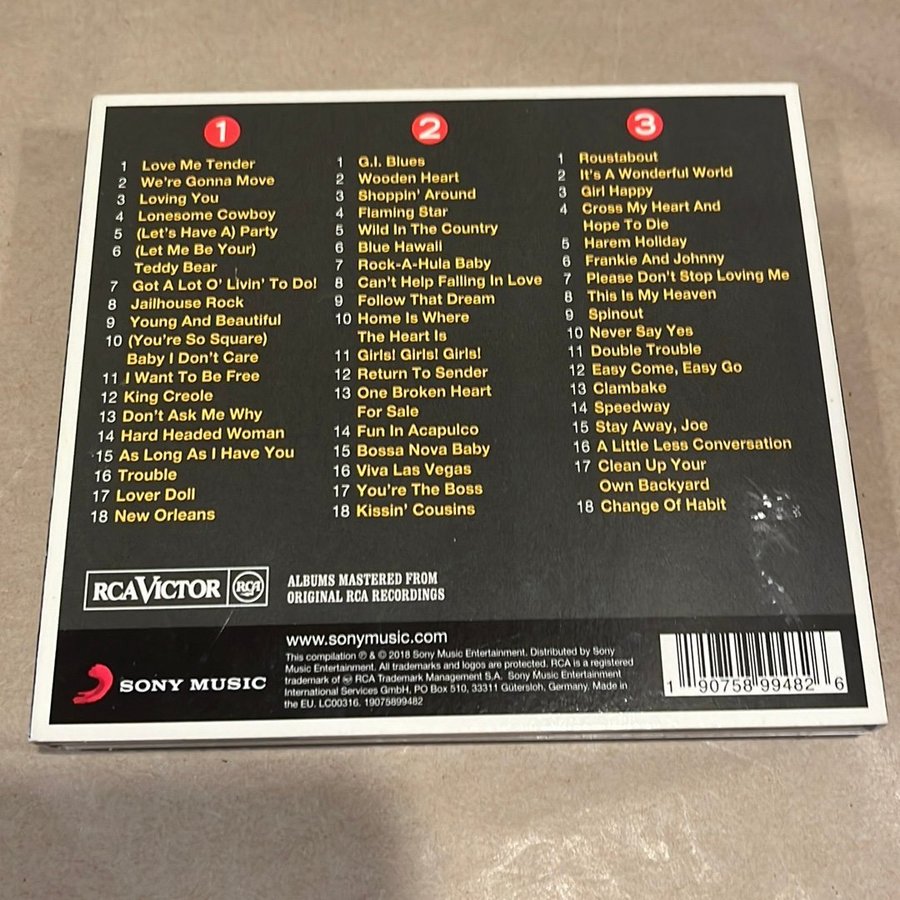 1
1 Love Me Tender
2 We're Gonna Move
3 Loving You
4 Lonesome Cowboy
5 (Let's Have A) Party
6 (Let Me Be Your)
Teddy Bear
7 Got A Lot O' Livin' To Do!
8 Jailhouse Rock
9 Young And Beautiful
10 (You're So Square)
Baby I Don't Care
11 I Want To Be Free
12 King Creole
13 Don't Ask Me Why
14 Hard Headed Woman
15 As Long As I Have You
16 Trouble
17 Lover Doll
18 New Orleans
2
1 G.I. Blues
2 Wooden Heart
3 Shoppin' Around
4 Flaming Star
5 Wild In The Country
6 Blue Hawaii
7 Rock-A-Hula Baby
8 Can't Help Falling In Love
9 Follow That Dream
10 Home Is Where
The Heart Is
11 Girls! Girls! Girls!
12 Return To Sender
13 One Broken Heart
For Sale
14 Fun In Acapulco
15 Bossa Nova Baby
16 Viva Las Vegas
17 You're The Boss
18 Kissin' Cousins
3
1 Roustabout
2 It's A Wonderful World
3 Girl Happy
4 Cross My Heart And
Hope To Die
5 Harem Holiday
6 Frankie And Johnny
7 Please Don't Stop Loving Me
8 This Is My Heaven
9 Spinout
10 Never Say Yes
11 Double Trouble
12 Easy Come, Easy Go
13 Clambake
14 Speedway
15 Stay Away, Joe
16 A Little Less Conversation
17 Clean Up Your
Own Backyard
18 Change Of Habit
RCA VICTOR RCA
ALBUMS MASTERED FROM
ORIGINAL RCA RECORDINGS
SONY MUSIC
www.sonymusic.com
This compilation ℗ & © 2018 Sony Music Entertainment. Distributed by Sony
Music Entertainment. All trademarks and logos are protected. RCA is a registered
trademark of RCA Trademark Management S.A. Sony Music Entertainment
International Services GmbH, PO Box 510, 33311 Gütersloh, Germany. Made in
the EU. LC00316. 19075899482
1 90758 99482 6